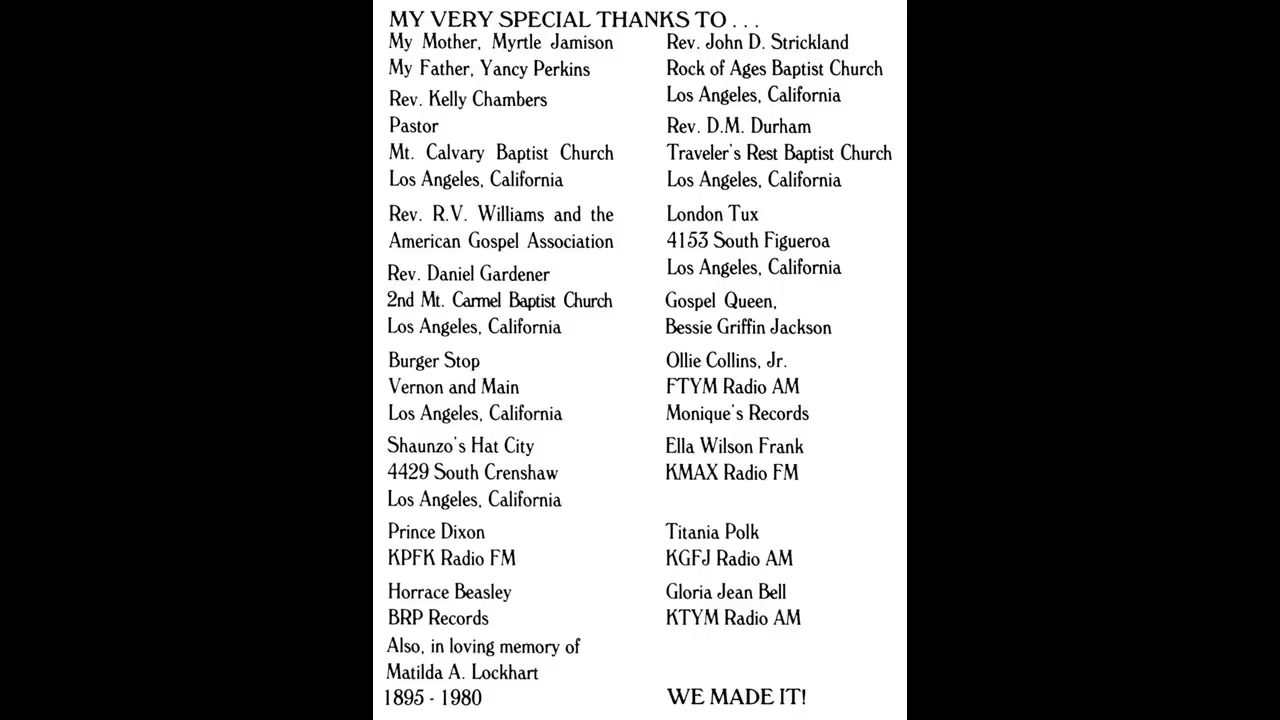 MY VERY SPECIAL THANKS TO . . .
My Mother, Myrtle Jamison
My Father, Yancy Perkins
Rev. Kelly Chambers
Pastor
Mt. Calvary Baptist Church
Los Angeles, California
Rev. R.V. Williams and the
American Gospel Association
Rev. Daniel Gardener
2nd Mt. Carmel Baptist Church
Los Angeles, California
Burger Stop
Vernon and Main
Los Angeles, California
Shaunzo's Hat City
4429 South Crenshaw
Los Angeles, California
Prince Dixon
KPFK Radio FM
Horrace Beasley
BRP Records
Also, in loving memory of
Matilda A. Lockhart
1895 - 1980
Rev. John D. Strickland
Rock of Ages Baptist Church
Los Angeles, California
Rev. D.M. Durham
Traveler's Rest Baptist Church
Los Angeles, California
London Tux
4153 South Figueroa
Los Angeles, California
Gospel Queen,
Bessie Griffin Jackson
Ollie Collins, Jr.
FTYM Radio AM
Monique's Records
Ella Wilson Frank
KMAX Radio FM
Titania Polk
KGFJ Radio AM
Gloria Jean Bell
KTYM Radio AM
WE MADE IT!